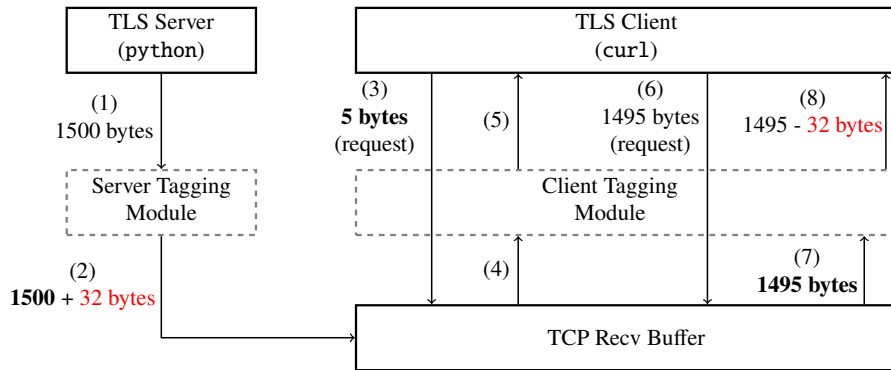 TLS Server
(python)
TLS Client
(curl)
(1)
1500 bytes
(3)
5 bytes
(request)
(5)
(6)
1495 bytes
(request)
(8)
1495 - 32 bytes
Server Tagging
Module
Client Tagging
Module
(2)
1500 + 32 bytes
(4)
(7)
1495 bytes
TCP Recv Buffer